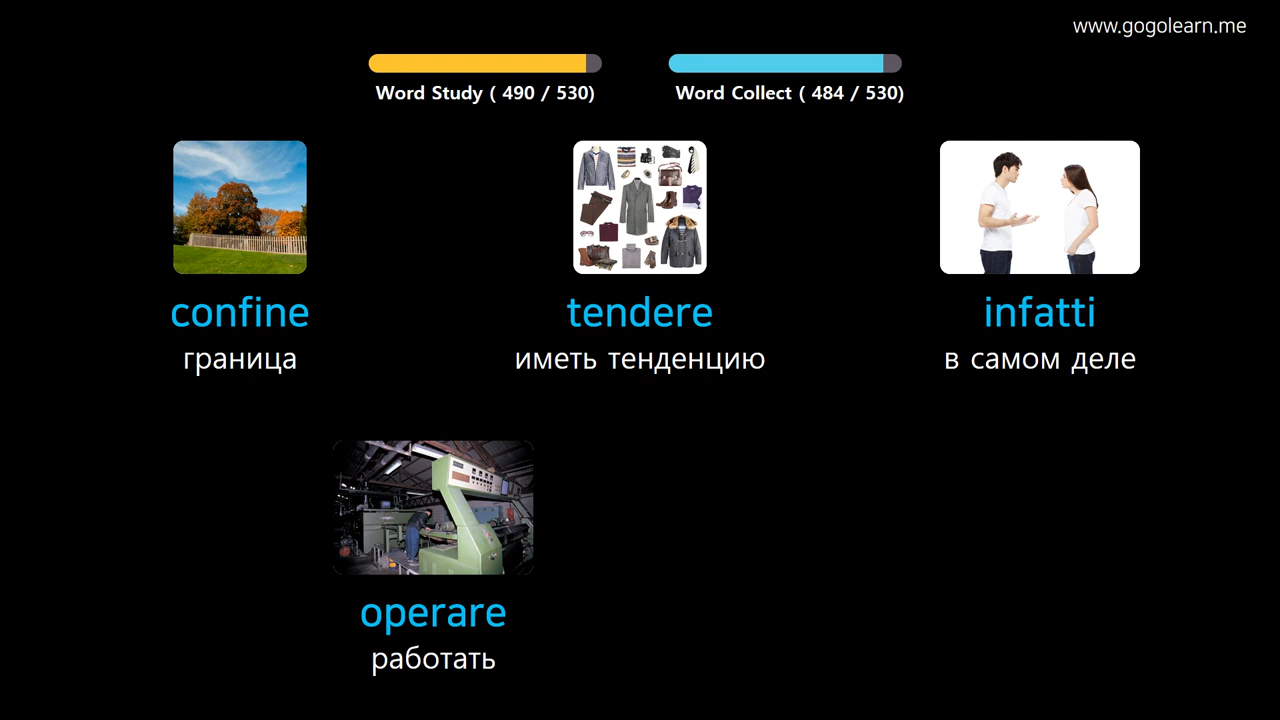 www.gogolearn.me
Word Study ( 490 / 530)
Word Collect ( 484 / 530)
confine
граница
tendere
иметь тенденцию
infatti
в самом деле
operare
работать